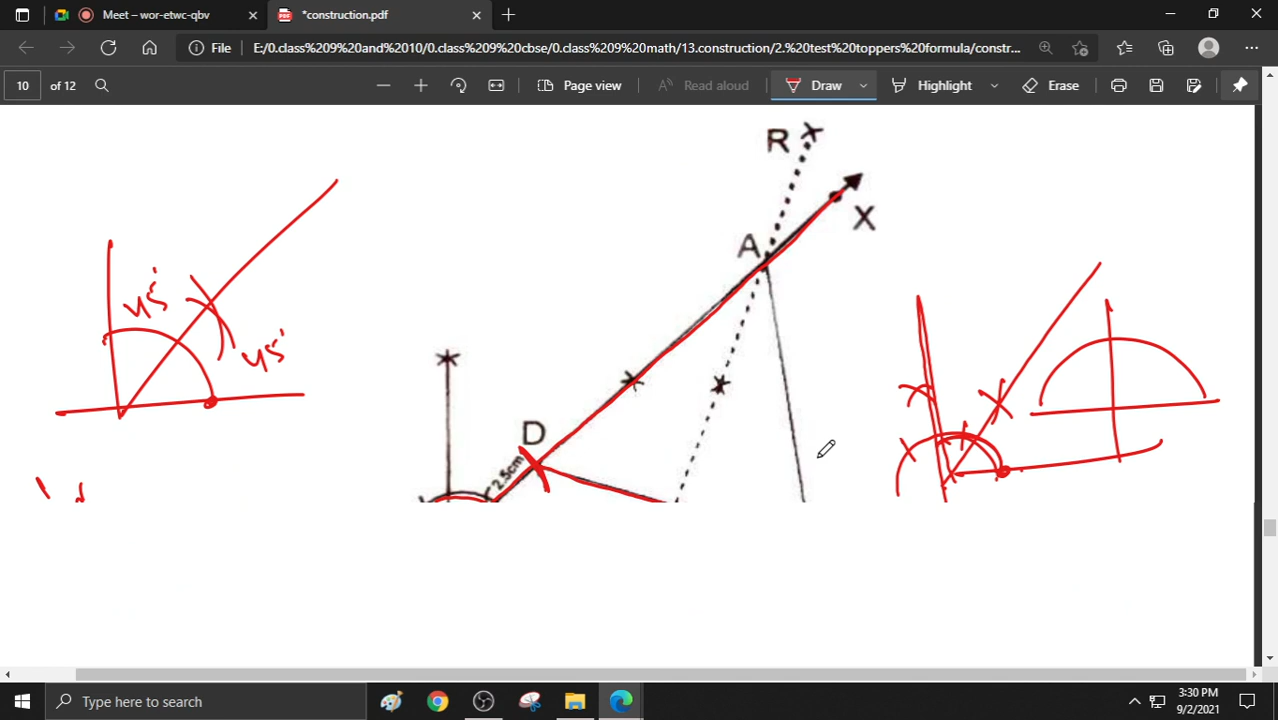 Meet – wor-etwc-qbv
*construction.pdf
File
E:/0.class%209%20and%2010/0.class%209%20cbse/0.class%209%20math/13.construction/2.%20test%20toppers%20formula/constr...
10 of 12
Page view
Read aloud
Draw
Highlight
Erase
R
X
A
45°
45°
D
2.5cm
Type here to search
3:30 PM
9/2/2021